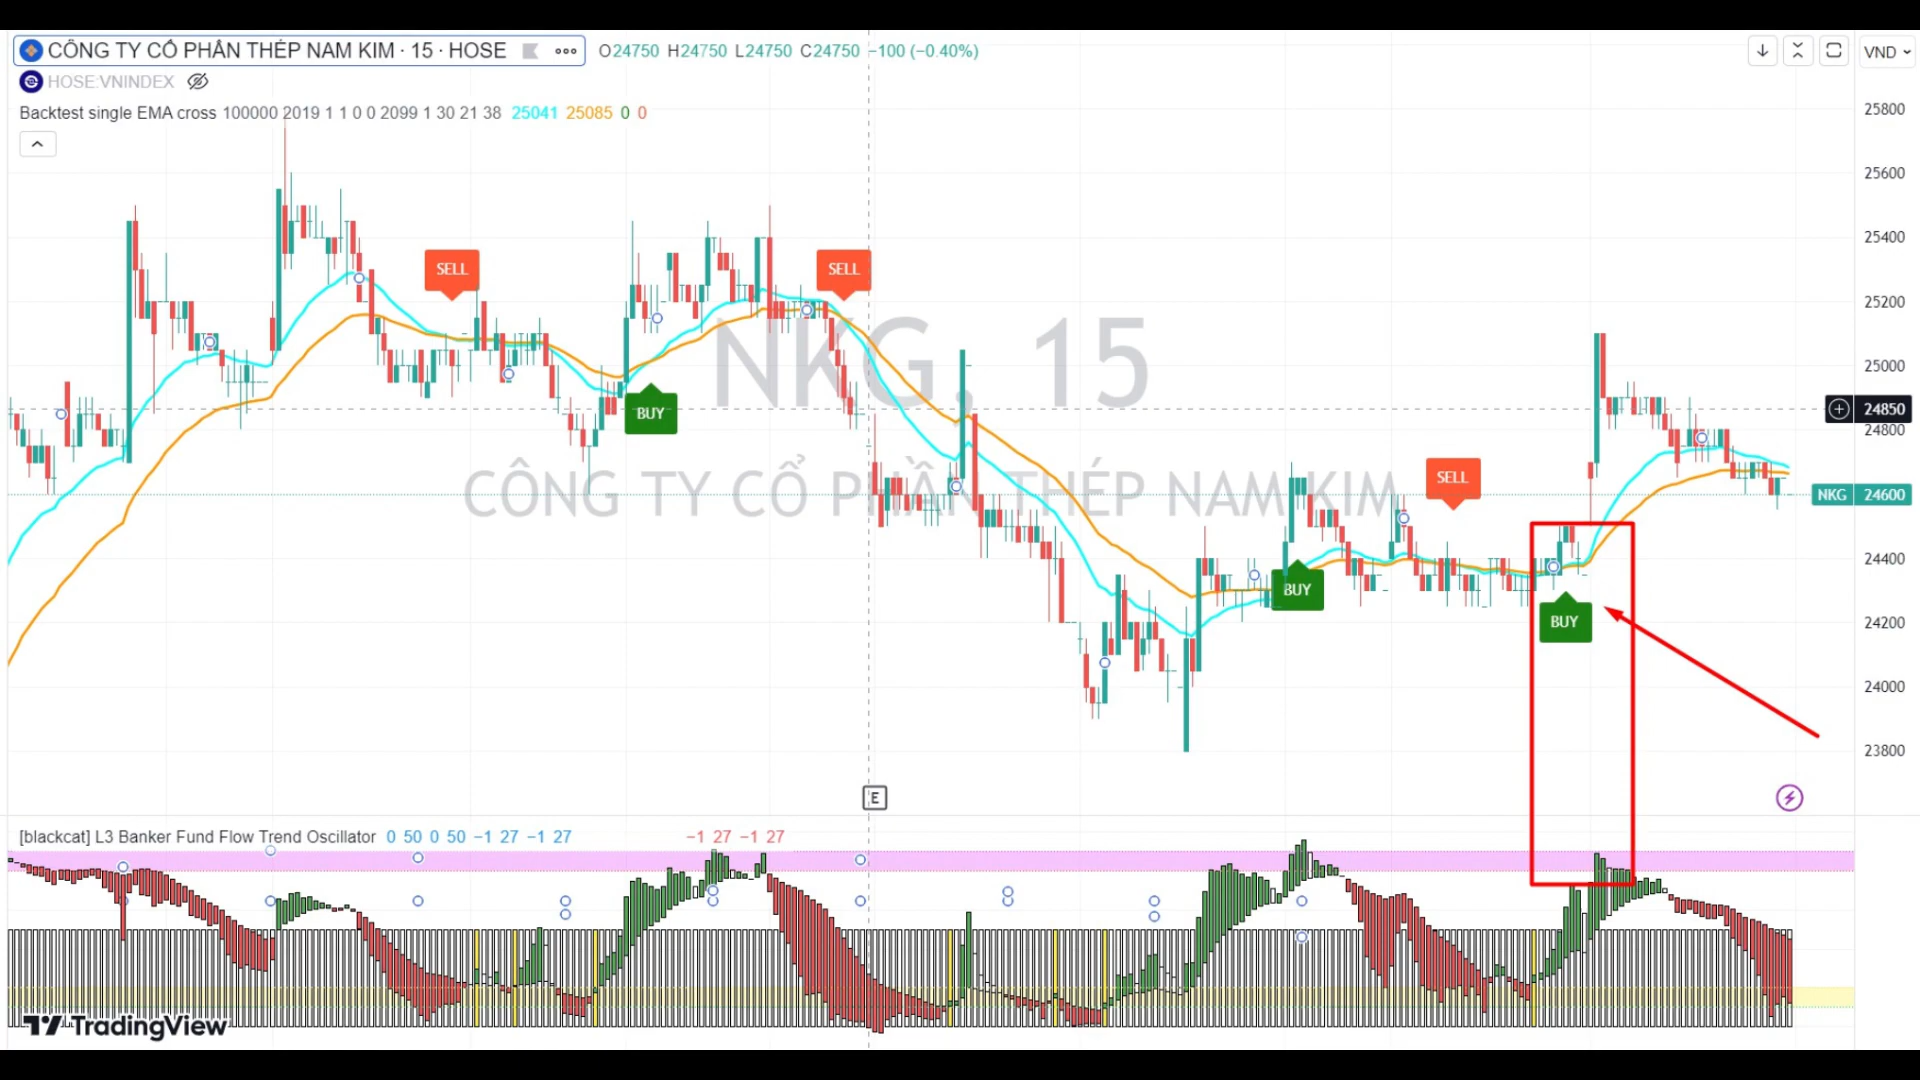 CÔNG TY CỔ PHẦN THÉP NAM KIM · 15 · HOSE O24750 H24750 L24750 C24750 −100 (−0.40%) VND
HOSE:VNINDEX
Backtest single EMA cross 100000 2019 1 1 0 0 2099 1 30 21 38 25041 25085 0 0
25800
25600
25400
SELL SELL
25200
NKG, 15
25000
BUY
24850
24800
CÔNG TY CỔ PHẦN THÉP NAM KIM
SELL
NKG 24600
24400
BUY
BUY
24200
24000
23800
E
[blackcat] L3 Banker Fund Flow Trend Oscillator 0 50 0 50 −1 27 −1 27 −1 27 −1 27
TradingView